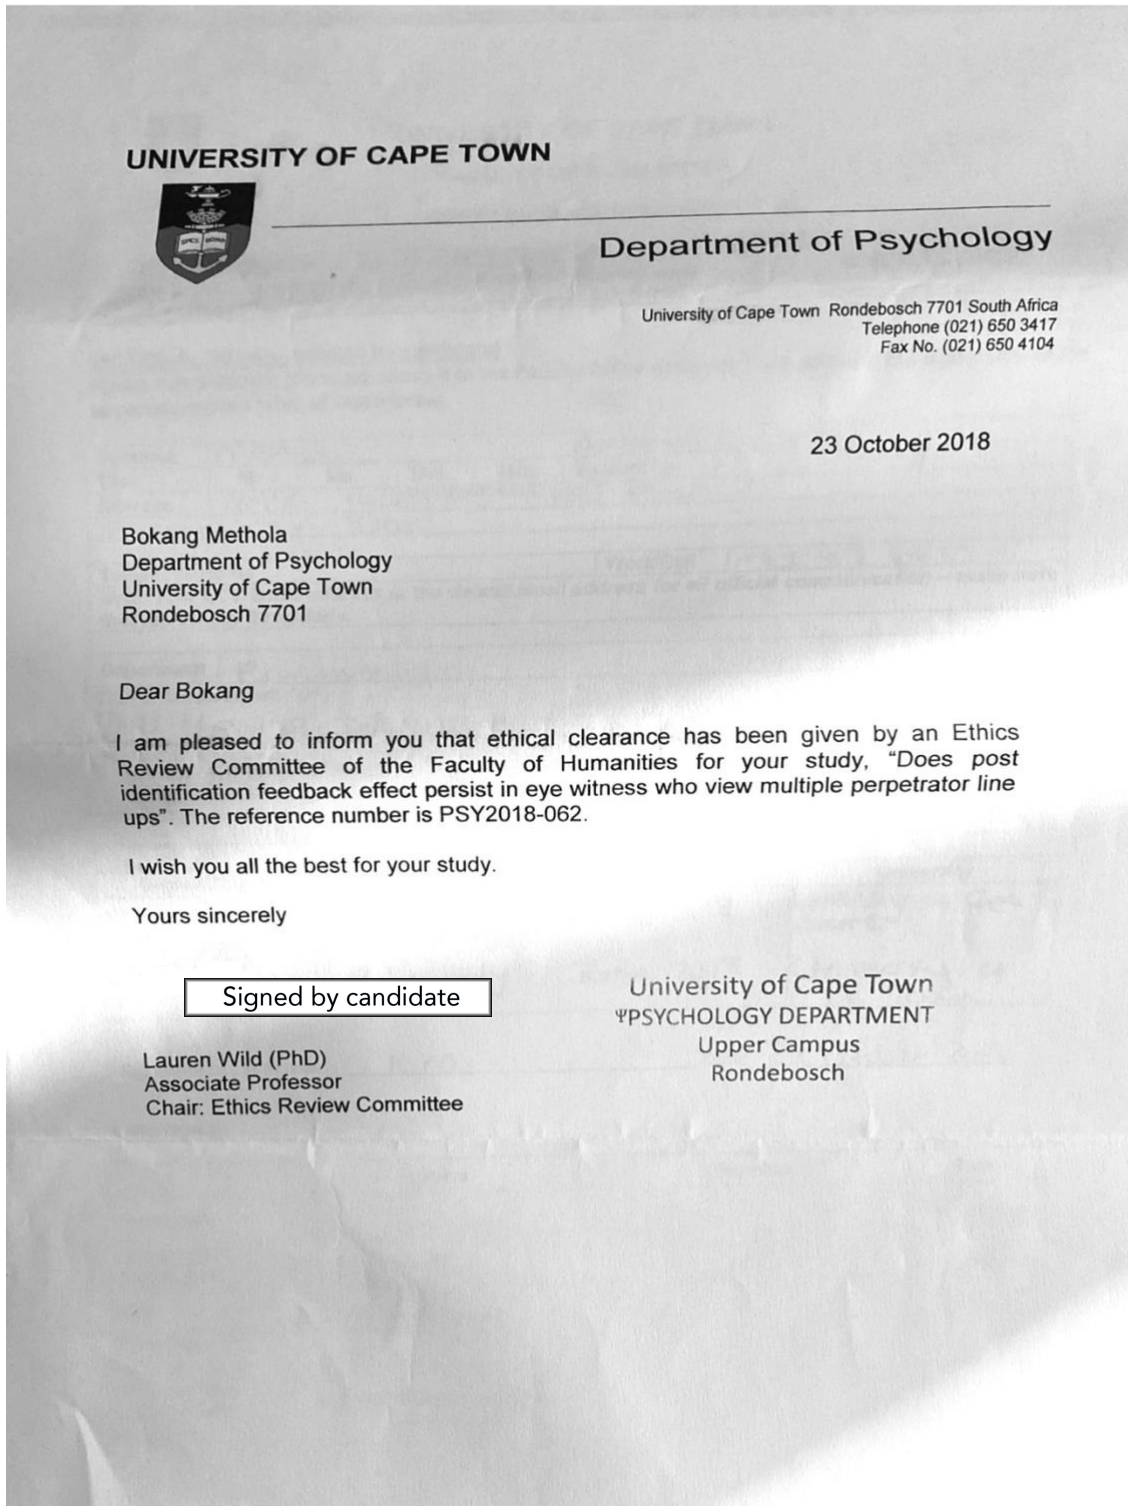 UNIVERSITY OF CAPE TOWN
SPES BONA
Department of Psychology
University of Cape Town Rondebosch 7701 South Africa
Telephone (021) 650 3417
Fax No. (021) 650 4104
23 October 2018
Bokang Methola
Department of Psychology
University of Cape Town
Rondebosch 7701
Dear Bokang
I am pleased to inform you that ethical clearance has been given by an Ethics
Review Committee of the Faculty of Humanities for your study, “Does post
identification feedback effect persist in eye witness who view multiple perpetrator line
ups”. The reference number is PSY2018-062.
I wish you all the best for your study.
Yours sincerely
Signed by candidate
Lauren Wild (PhD)
Associate Professor
Chair: Ethics Review Committee
University of Cape Town
ΨPSYCHOLOGY DEPARTMENT
Upper Campus
Rondebosch